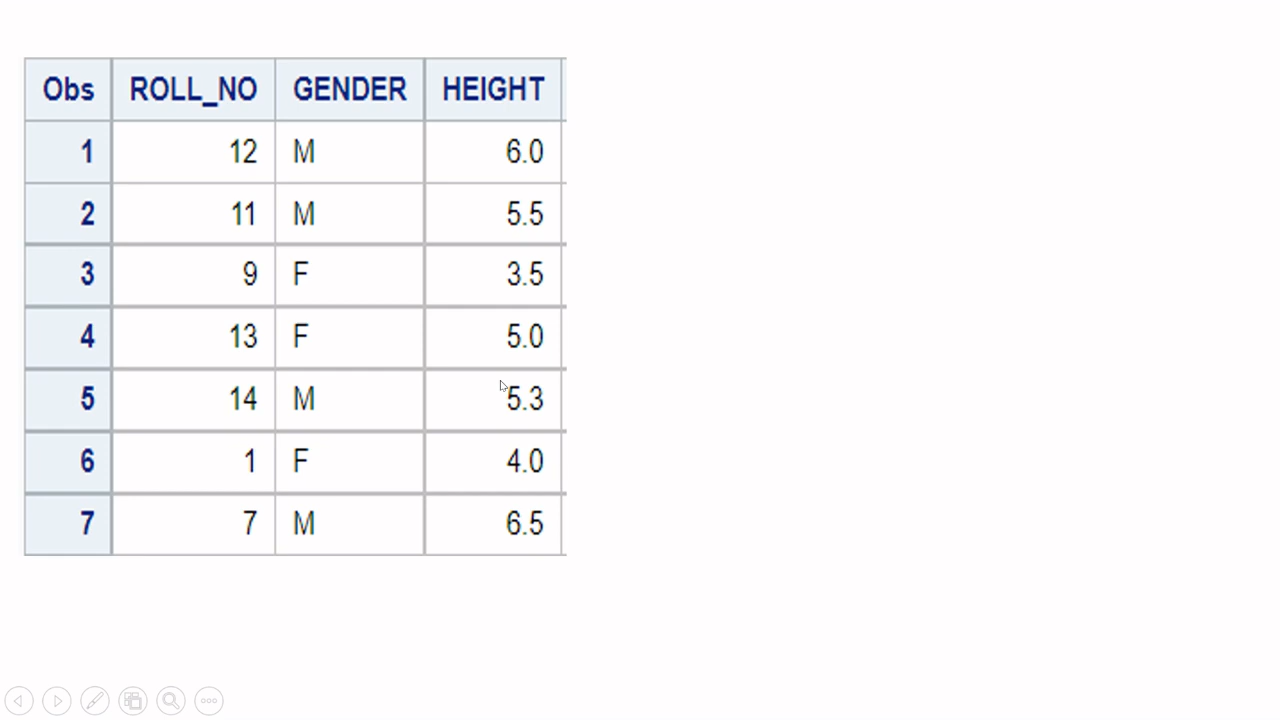 Obs ROLL_NO GENDER HEIGHT
1 12 M 6.0
2 11 M 5.5
3 9 F 3.5
4 13 F 5.0
5 14 M 5.3
6 1 F 4.0
7 7 M 6.5